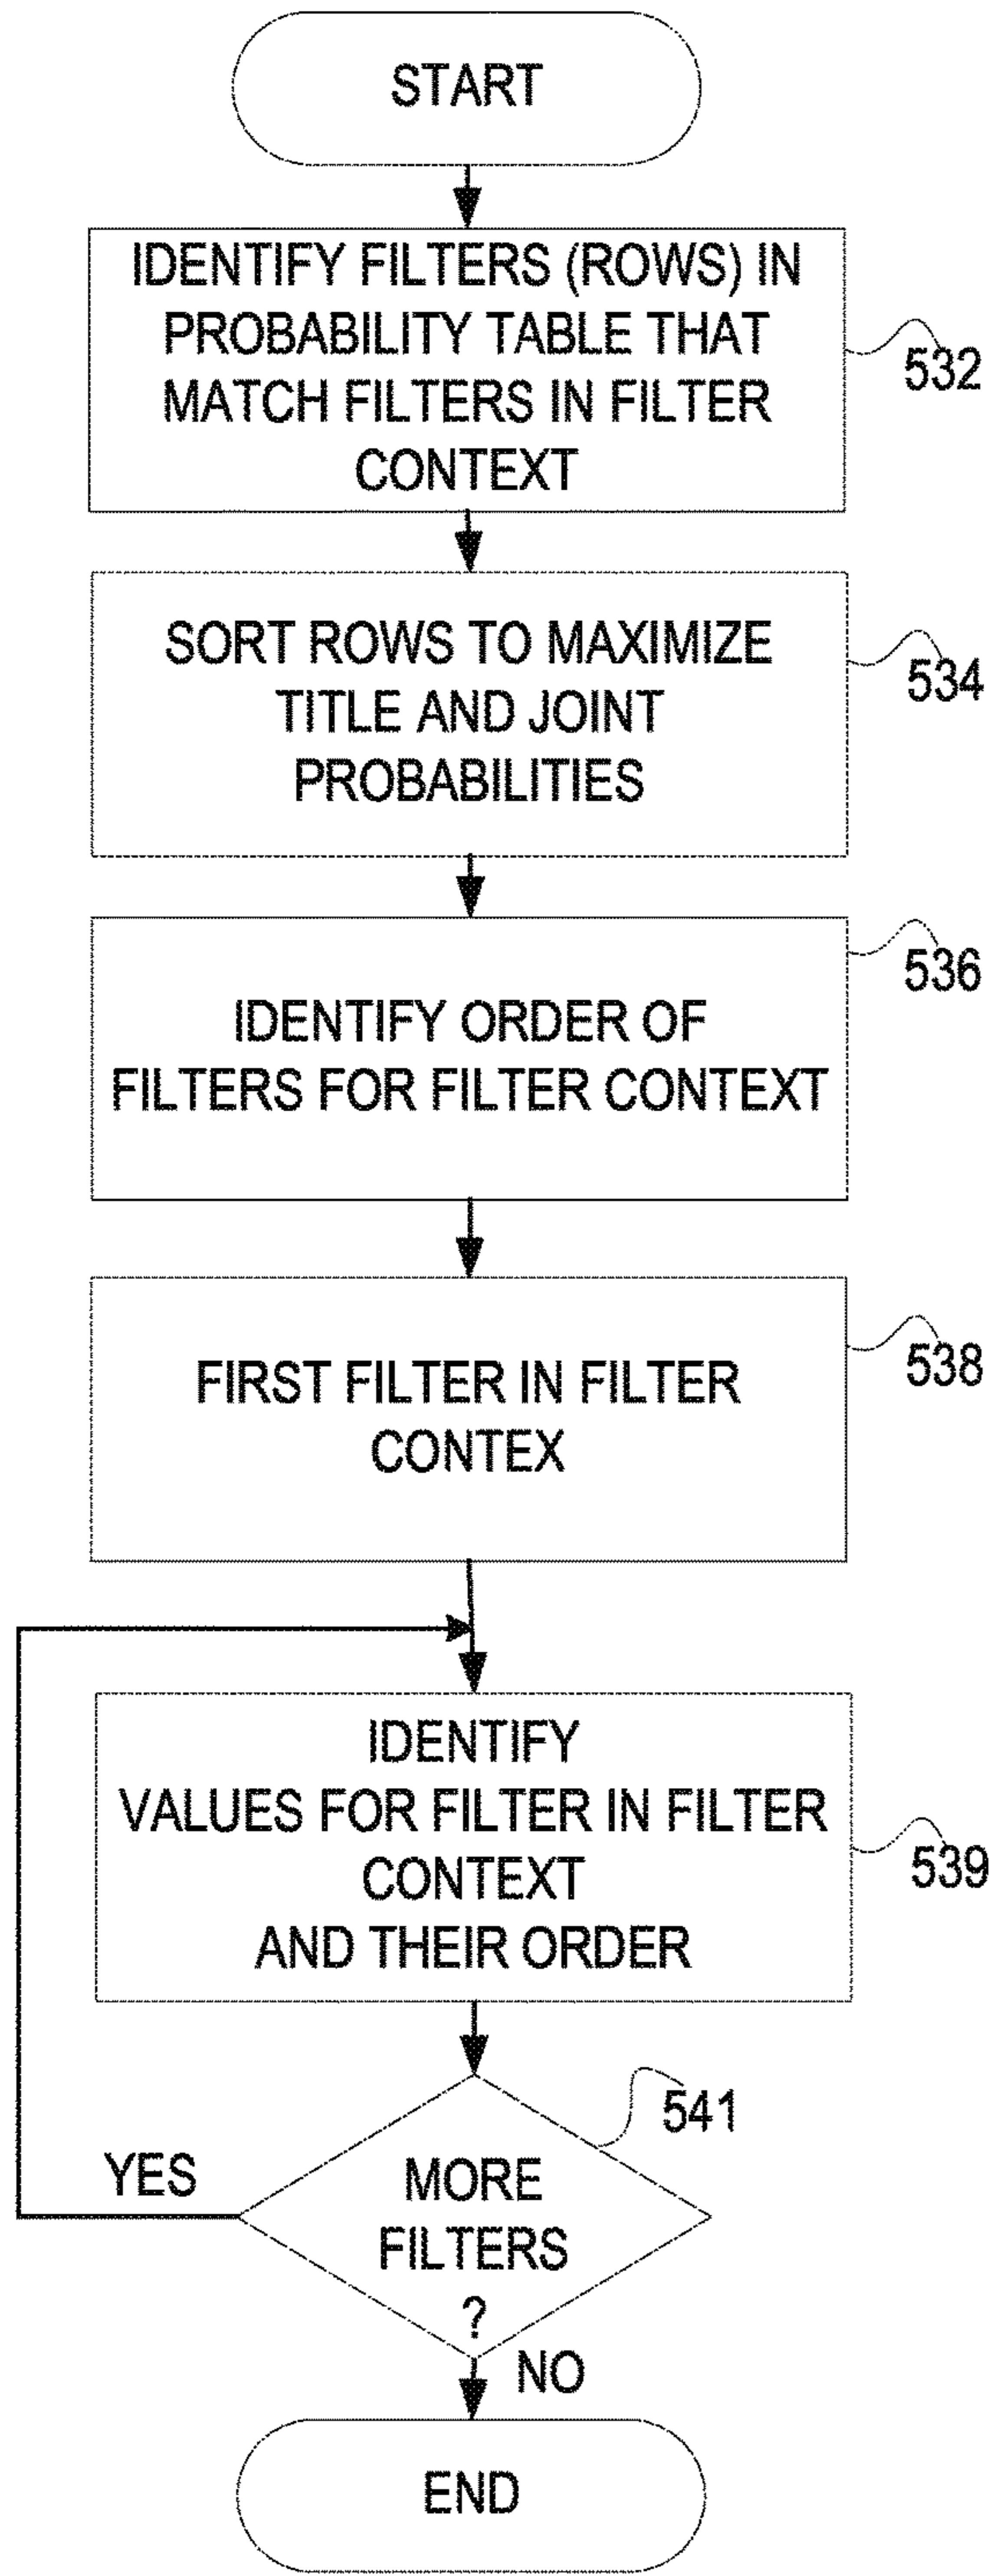 START
IDENTIFY FILTERS (ROWS) IN
PROBABILITY TABLE THAT
MATCH FILTERS IN FILTER
CONTEXT
532
SORT ROWS TO MAXIMIZE
TITLE AND JOINT
PROBABILITIES
534
IDENTIFY ORDER OF
FILTERS FOR FILTER CONTEXT
536
FIRST FILTER IN FILTER
CONTEX
538
IDENTIFY
VALUES FOR FILTER IN FILTER
CONTEXT
AND THEIR ORDER
539
541
YES
MORE
FILTERS
?
NO
END